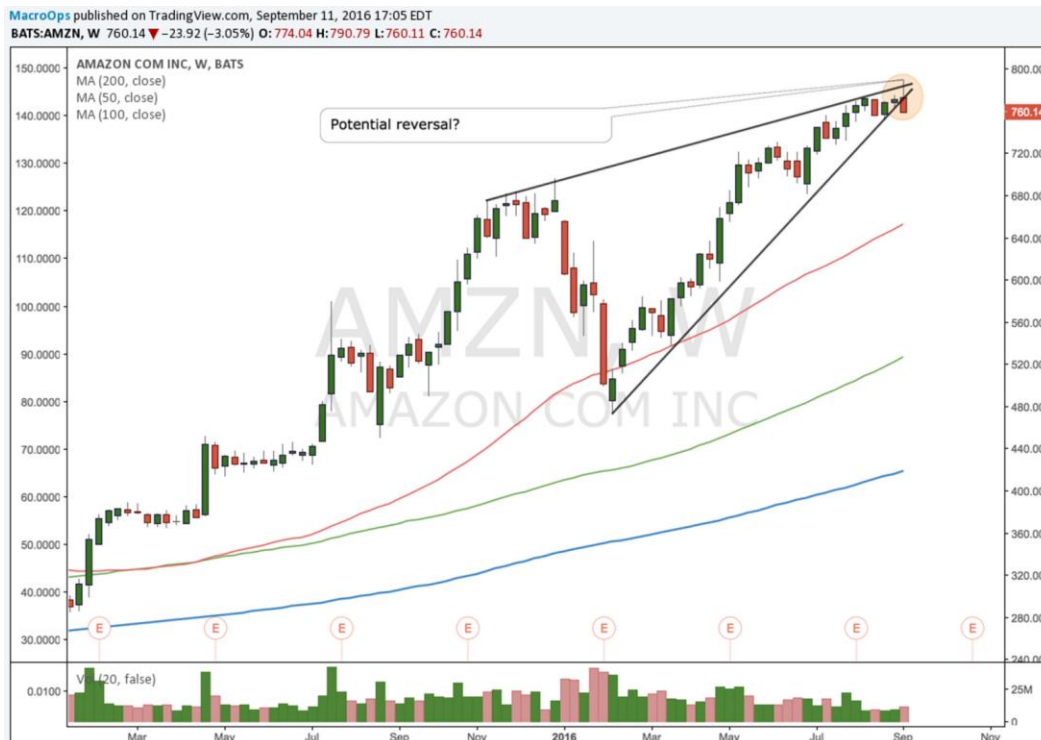 MacroOps published on TradingView.com, September 11, 2016 17:05 EDT
BATS:AMZN, W 760.14 ▼ −23.92 (−3.05%) O: 774.04 H: 790.79 L: 760.11 C: 760.14
AMAZON COM INC, W, BATS
MA (200, close)
MA (50, close)
MA (100, close)
Potential reversal?
AMZN, W
AMAZON COM INC
150.0000
140.0000
130.0000
120.0000
110.0000
100.0000
90.0000
80.0000
70.0000
60.0000
50.0000
40.0000
30.0000
800.00
760.14
720.00
680.00
640.00
600.00
560.00
520.00
480.00
440.00
400.00
360.00
320.00
280.00
240.00
E E E E E E E E
Vol (20, false)
0.0100
25M
0
Mar May Jul Sep Nov 2016 Mar May Jul Sep Nov